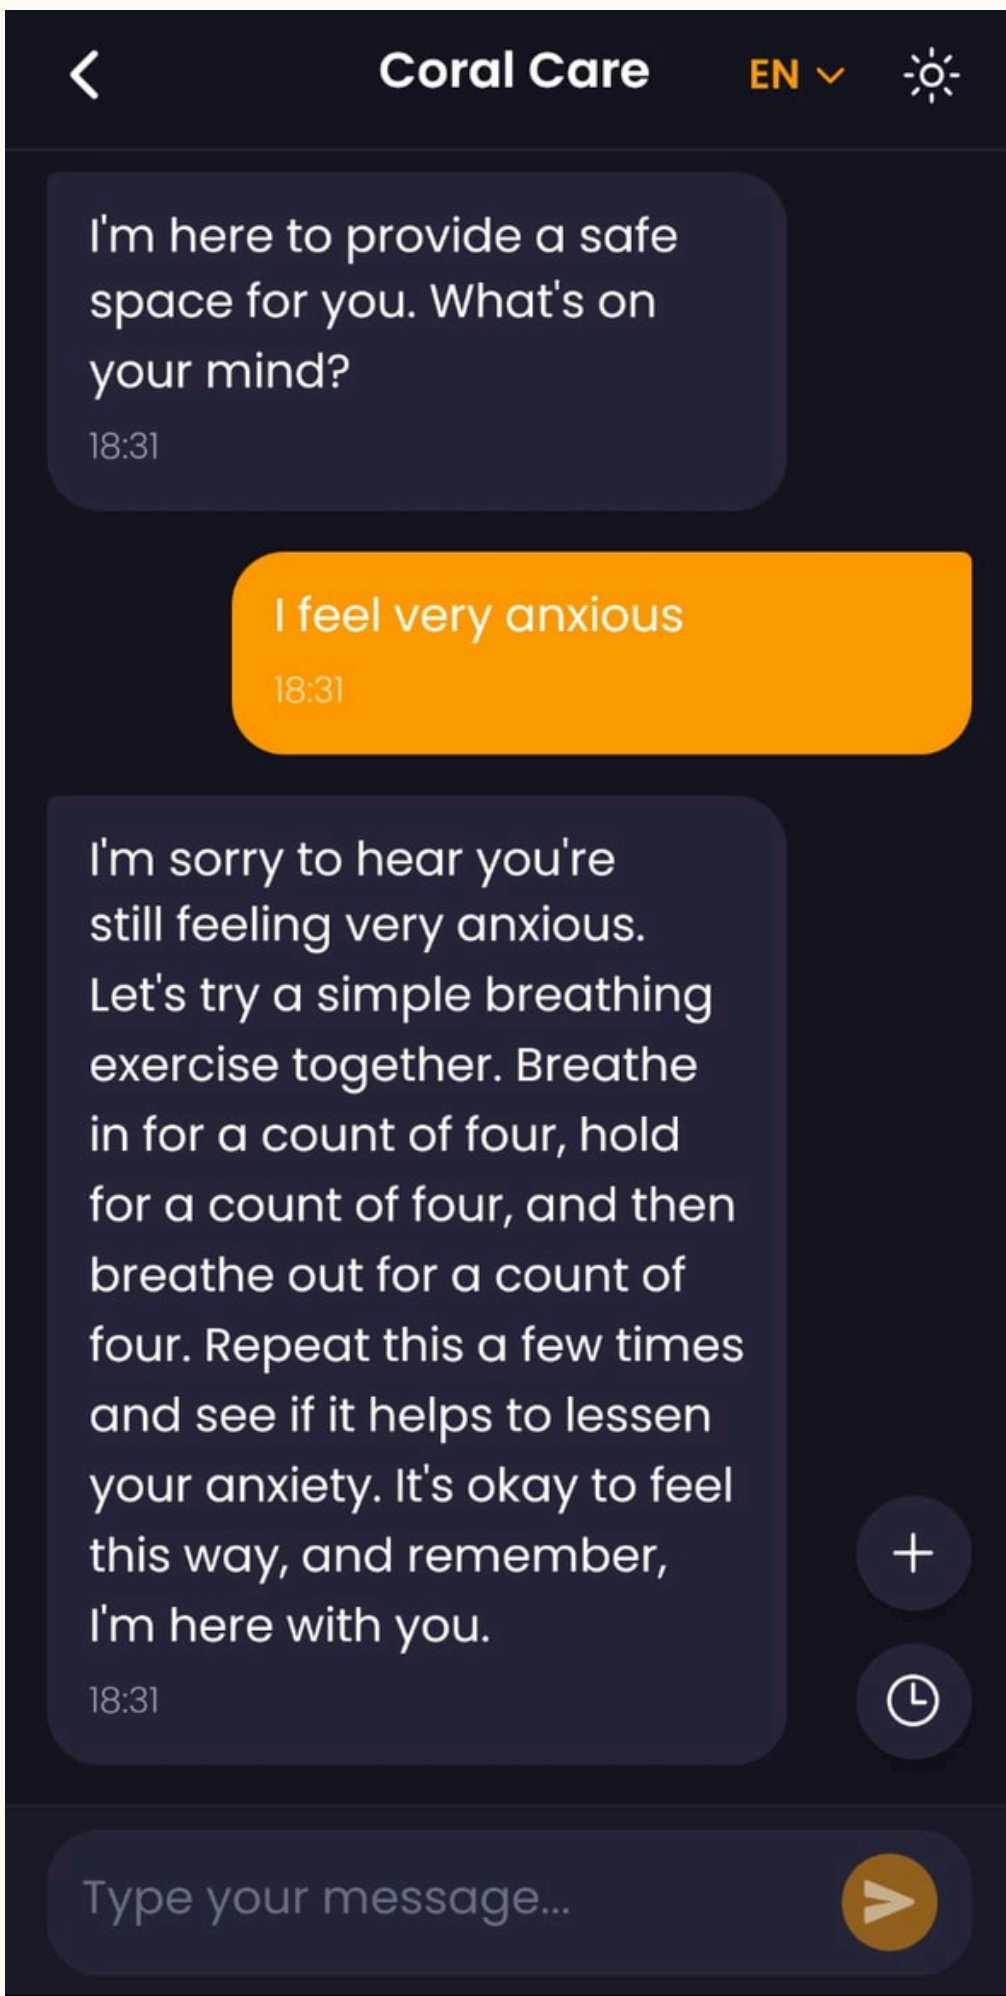 Coral Care EN
I'm here to provide a safe
space for you. What's on
your mind?
18:31
I feel very anxious
18:31
I'm sorry to hear you're
still feeling very anxious.
Let's try a simple breathing
exercise together. Breathe
in for a count of four, hold
for a count of four, and then
breathe out for a count of
four. Repeat this a few times
and see if it helps to lessen
your anxiety. It's okay to feel
this way, and remember,
I'm here with you.
18:31
Type your message...